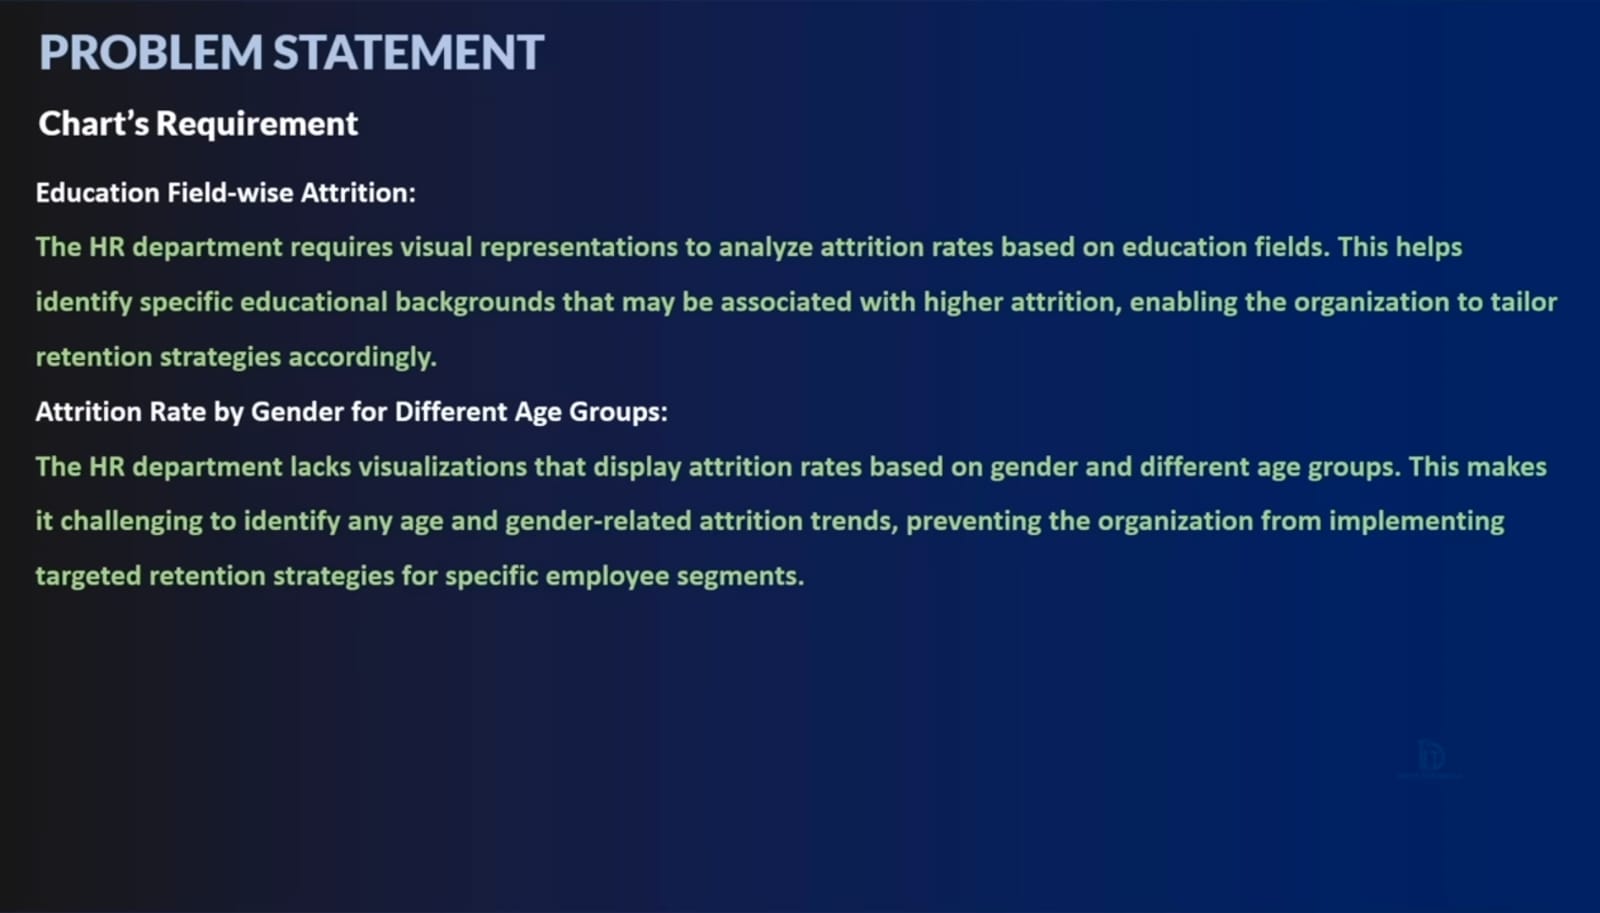 PROBLEM STATEMENT
Chart’s Requirement
Education Field-wise Attrition:
The HR department requires visual representations to analyze attrition rates based on education fields. This helps
identify specific educational backgrounds that may be associated with higher attrition, enabling the organization to tailor
retention strategies accordingly.
Attrition Rate by Gender for Different Age Groups:
The HR department lacks visualizations that display attrition rates based on gender and different age groups. This makes
it challenging to identify any age and gender-related attrition trends, preventing the organization from implementing
targeted retention strategies for specific employee segments.